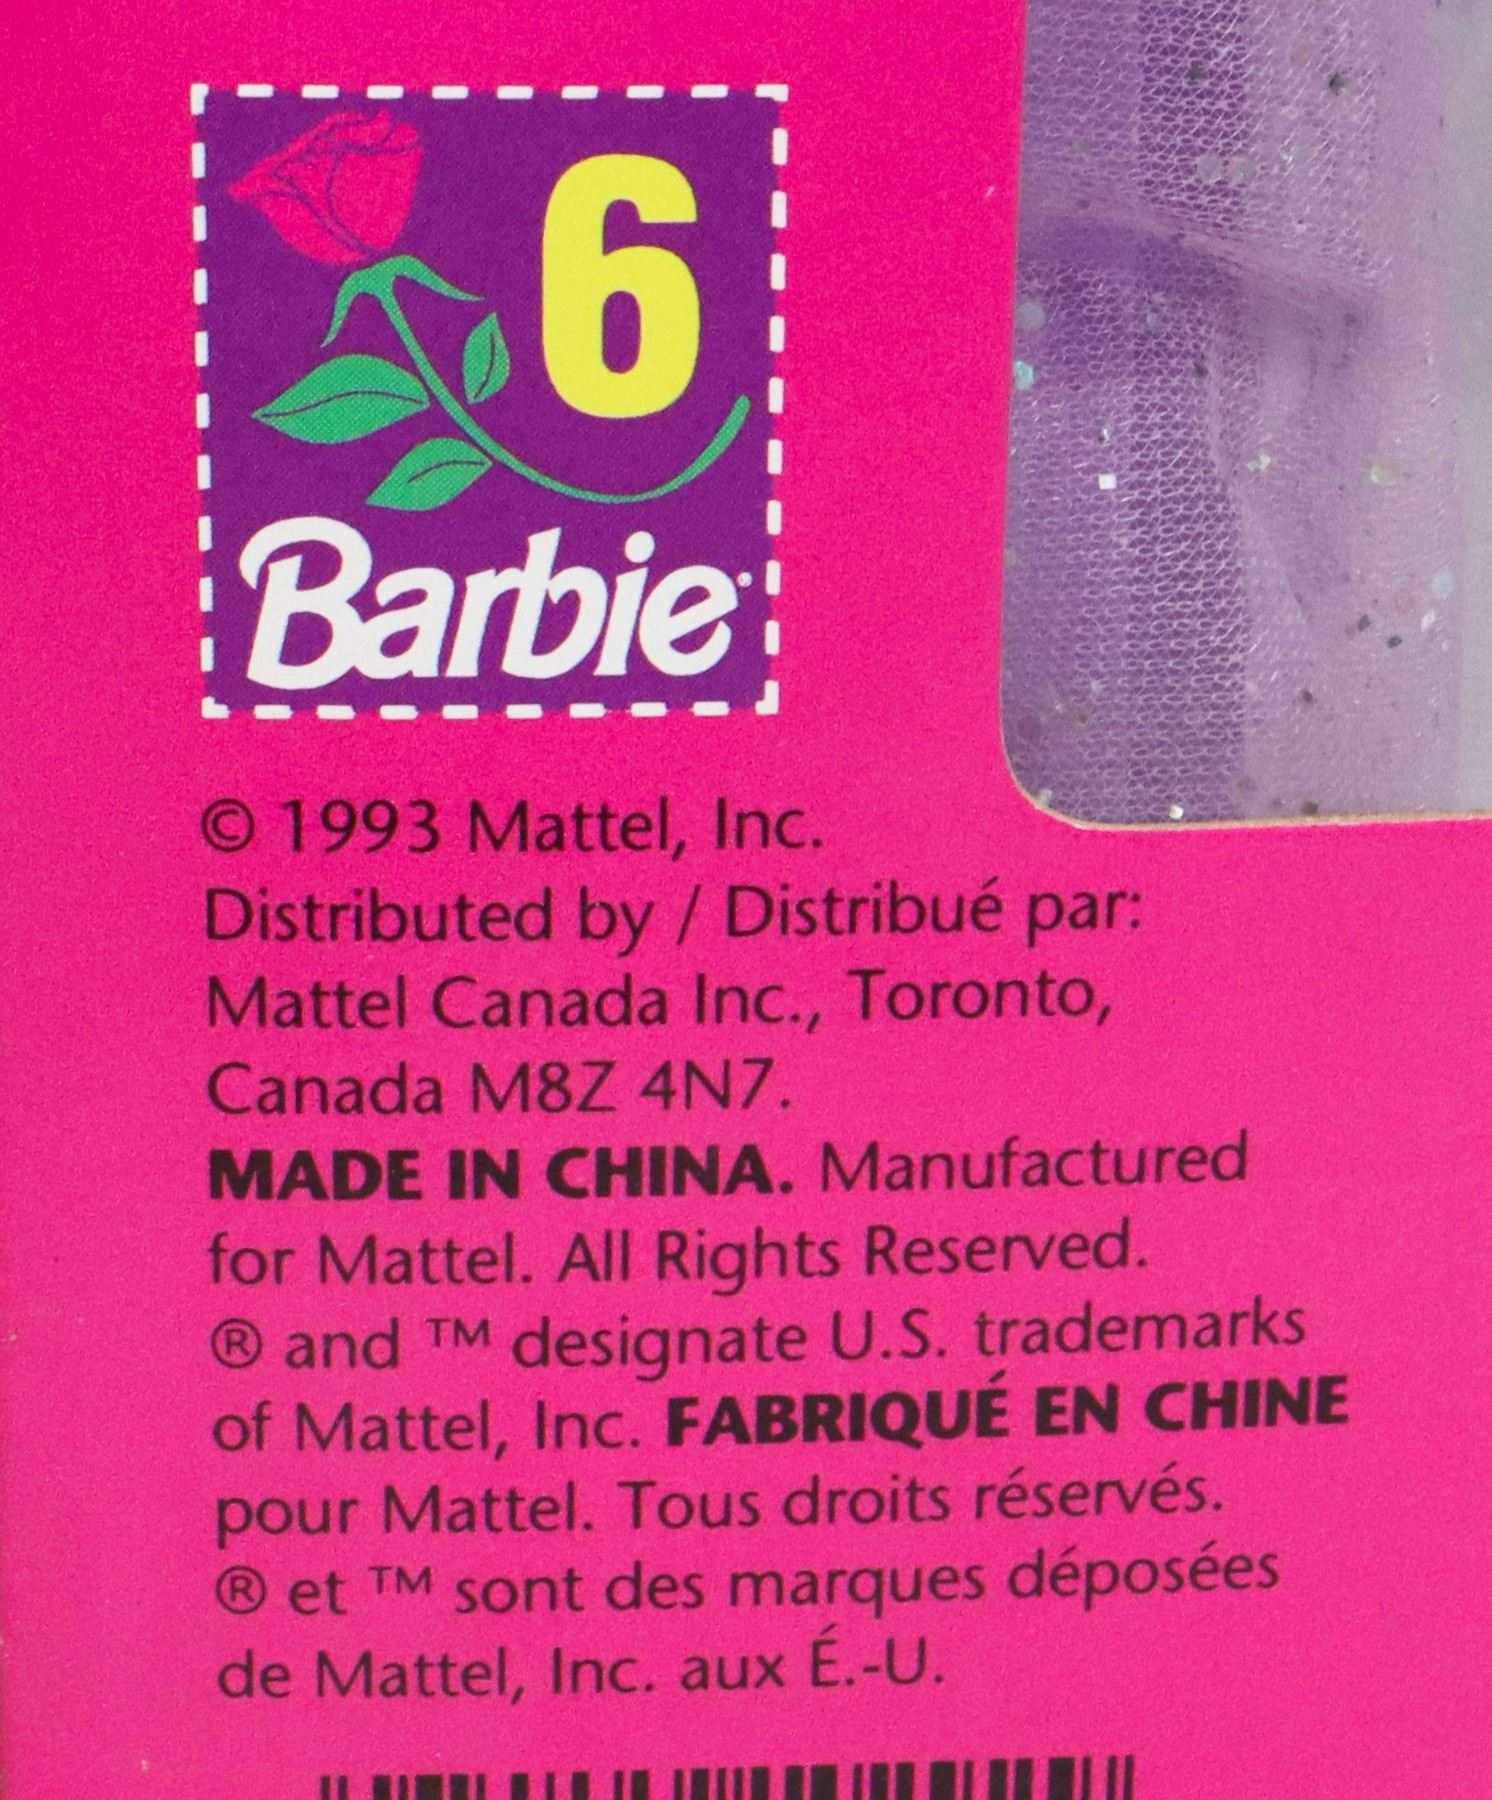 6
Barbie®
© 1993 Mattel, Inc.
Distributed by / Distribué par:
Mattel Canada Inc., Toronto,
Canada M8Z 4N7.
MADE IN CHINA. Manufactured
for Mattel. All Rights Reserved.
® and ™ designate U.S. trademarks
of Mattel, Inc. FABRIQUÉ EN CHINE
pour Mattel. Tous droits réservés.
® et ™ sont des marques déposées
de Mattel, Inc. aux É.-U.